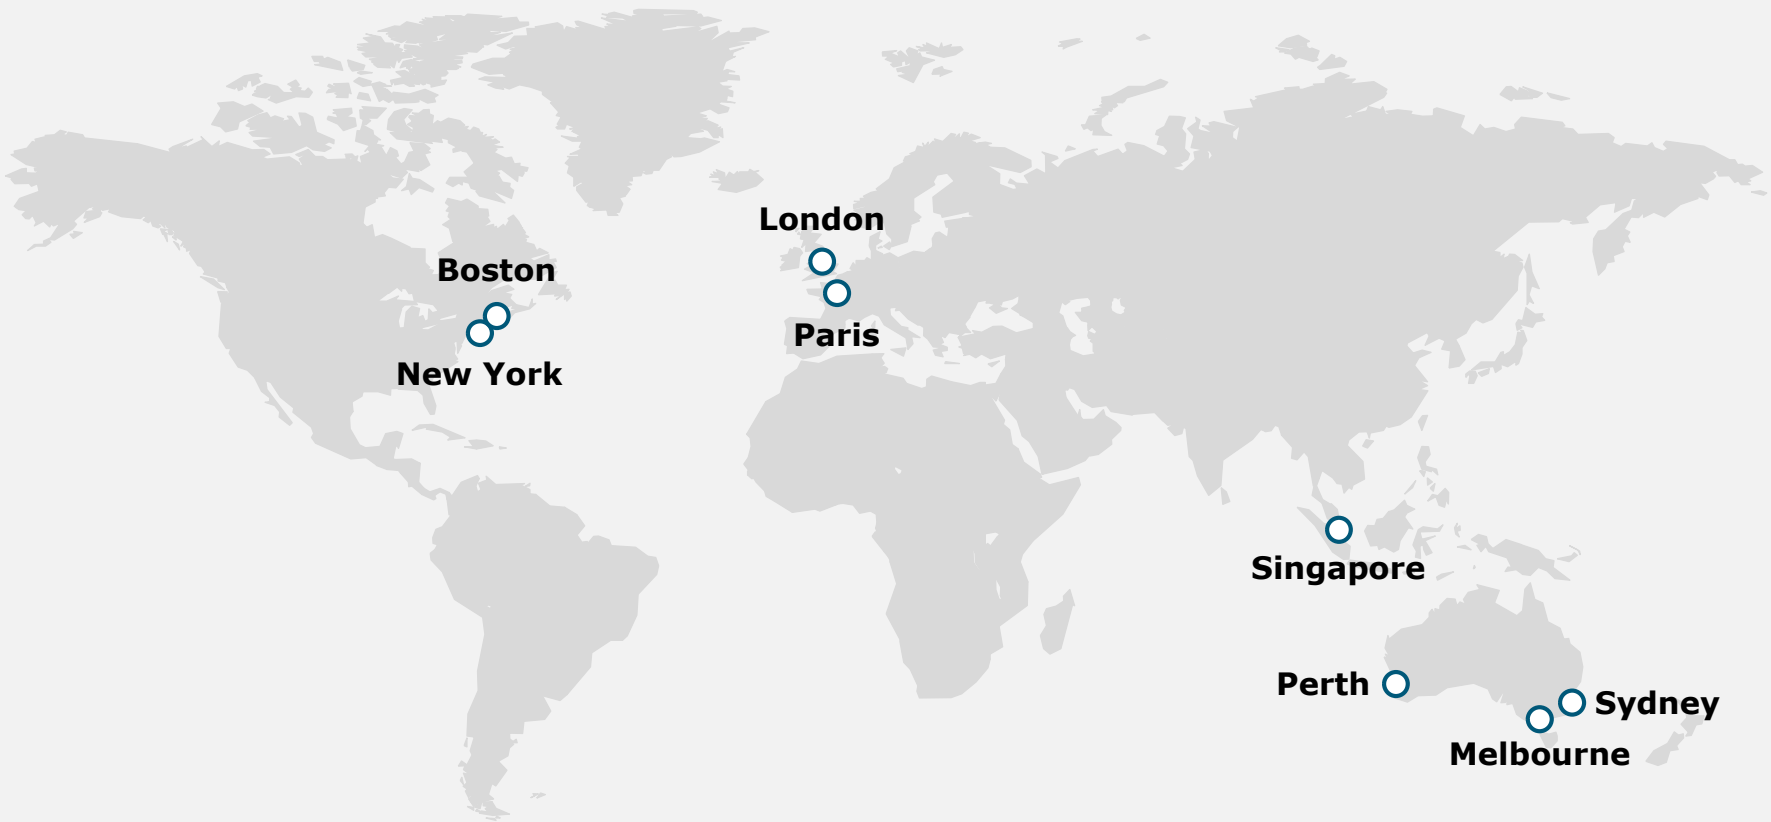 London
Boston
Paris
New York
Singapore
Perth
Sydney
Melbourne